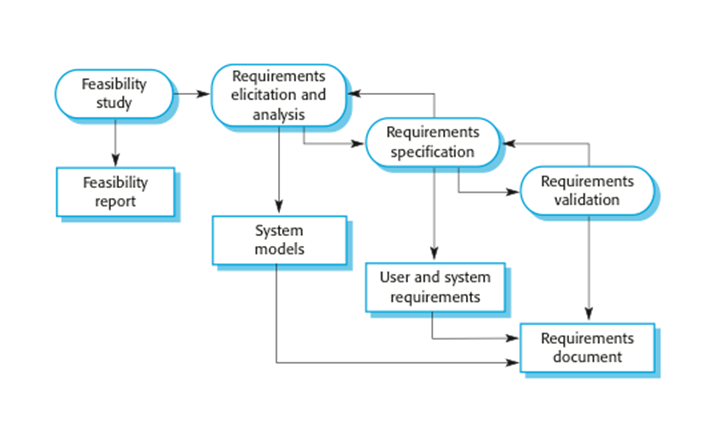 Feasibility
study
Requirements
elicitation and
analysis
Requirements
specification
Requirements
validation
Feasibility
report
System
models
User and system
requirements
Requirements
document